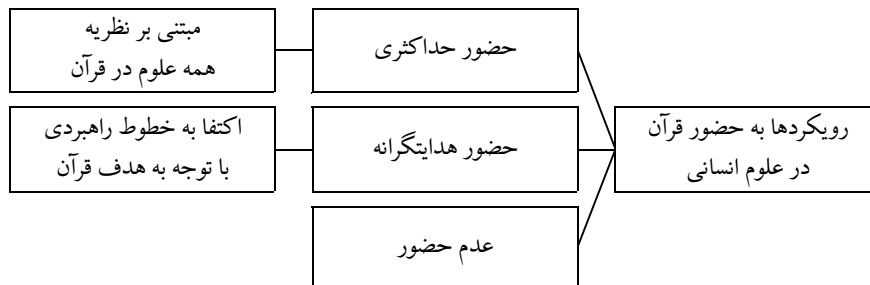 رویکردها به حضور قرآن
در علوم انسانی
حضور حداکثری
مبتنی بر نظریه
همه علوم در قرآن
حضور هدایتگرانه
اکتفا به خطوط راهبردی
با توجه به هدف قرآن
عدم حضور